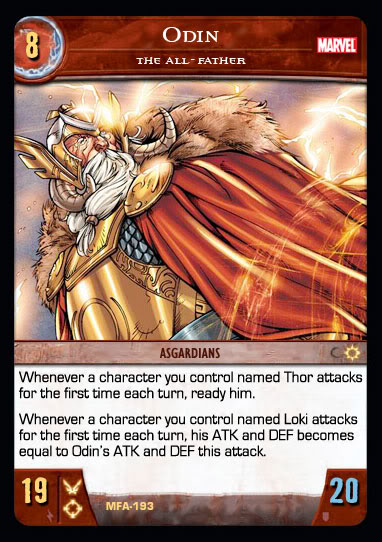 8
ODIN
THE ALL-FATHER
MARVEL
ASGARDIANS
C
Whenever a character you control named Thor attacks
for the first time each turn, ready him.
Whenever a character you control named Loki attacks
for the first time each turn, his ATK and DEF becomes
equal to Odin's ATK and DEF this attack.
19
MFA-193
20